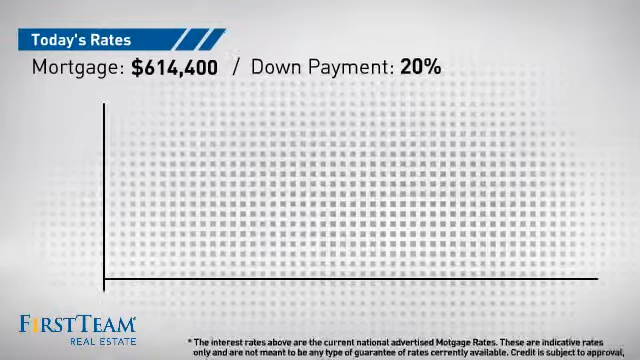 Today's Rates
Mortgage: $614,400 / Down Payment: 20%
FIRSTTEAM®
REAL ESTATE
* The interest rates above are the current national advertised Motgage Rates. These are indicative rates
only and are not meant to be any type of guarantee of rates cerrently available. Credit is subject to approval,